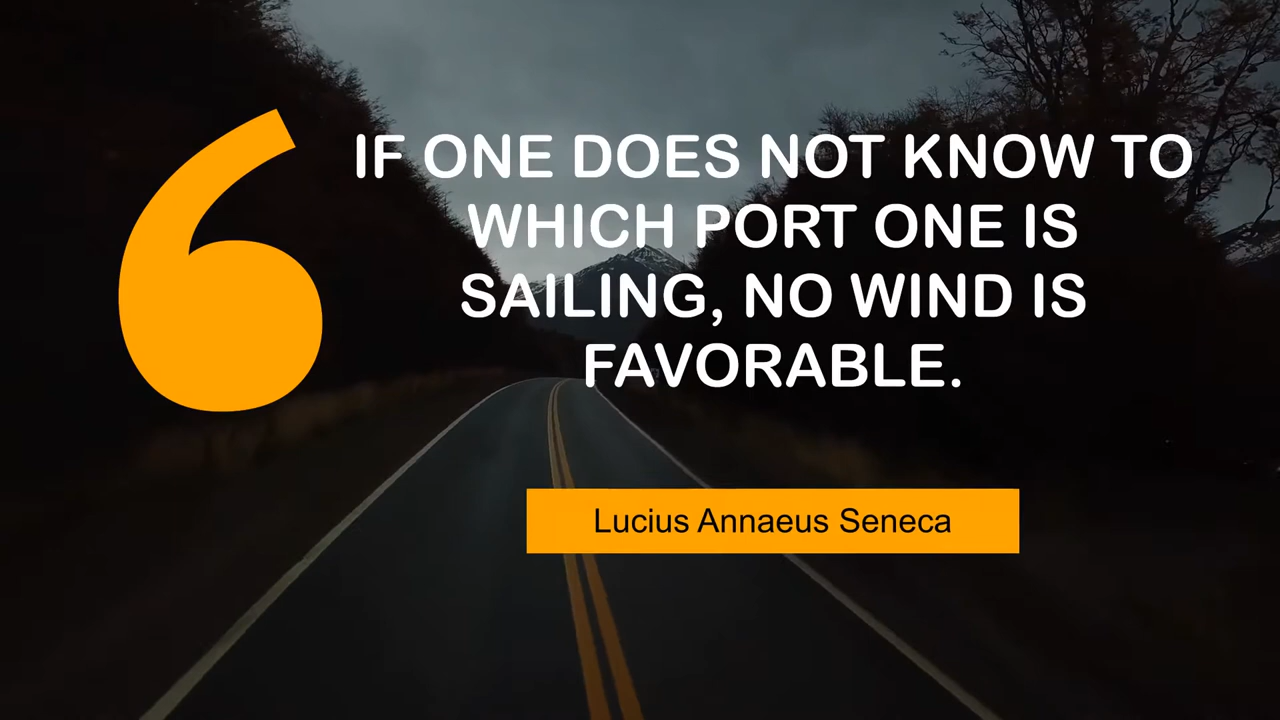 IF ONE DOES NOT KNOW TO
WHICH PORT ONE IS
SAILING, NO WIND IS
FAVORABLE.
Lucius Annaeus Seneca